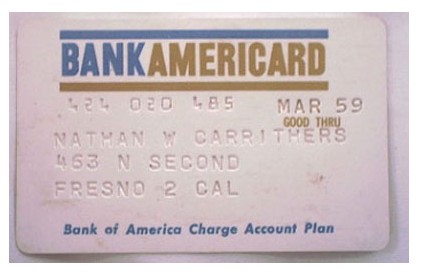 BANKAMERICARD
424 020 485 MAR 59
GOOD THRU
NATHAN W CARRITHERS
463 N SECOND
FRESNO 2 CAL
Bank of America Charge Account Plan